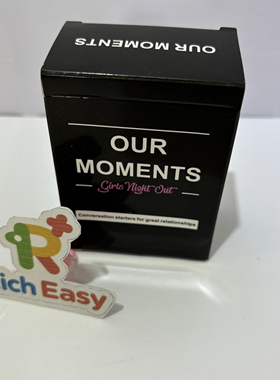 OUR MOMENTS
OUR
MOMENTS
Girls Night Out
Conversation starters for great relationships
R+
ich Easy